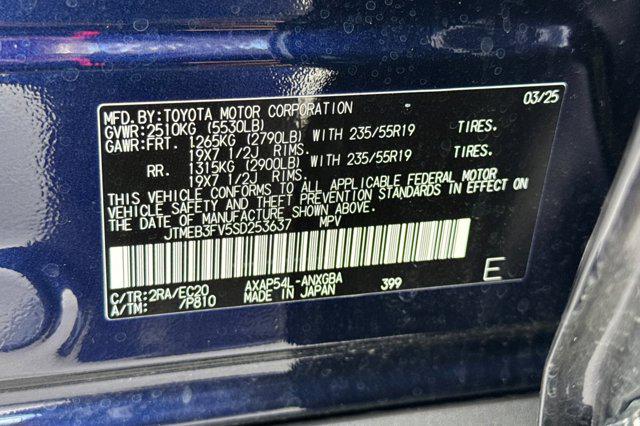 MFD.BY:TOYOTA MOTOR CORPORATION 03/25
GVWR:2510KG (5530LB)
GAWR:FRT. 1265KG (2790LB) WITH 235/55R19 TIRES.
19X7 1/2J RIMS.
RR. 1315KG (2900LB) WITH 235/55R19 TIRES.
19X7 1/2J RIMS.
THIS VEHICLE CONFORMS TO ALL APPLICABLE FEDERAL MOTOR
VEHICLE SAFETY AND THEFT PREVENTION STANDARDS IN EFFECT ON
THE DATE OF MANUFACTURE SHOWN ABOVE.
JTMEB3FV5SD253637 MPV
C/TR:2RA/EC20 AXAP54L-ANXGBA 399 E
A/TM: /P810 MADE IN JAPAN